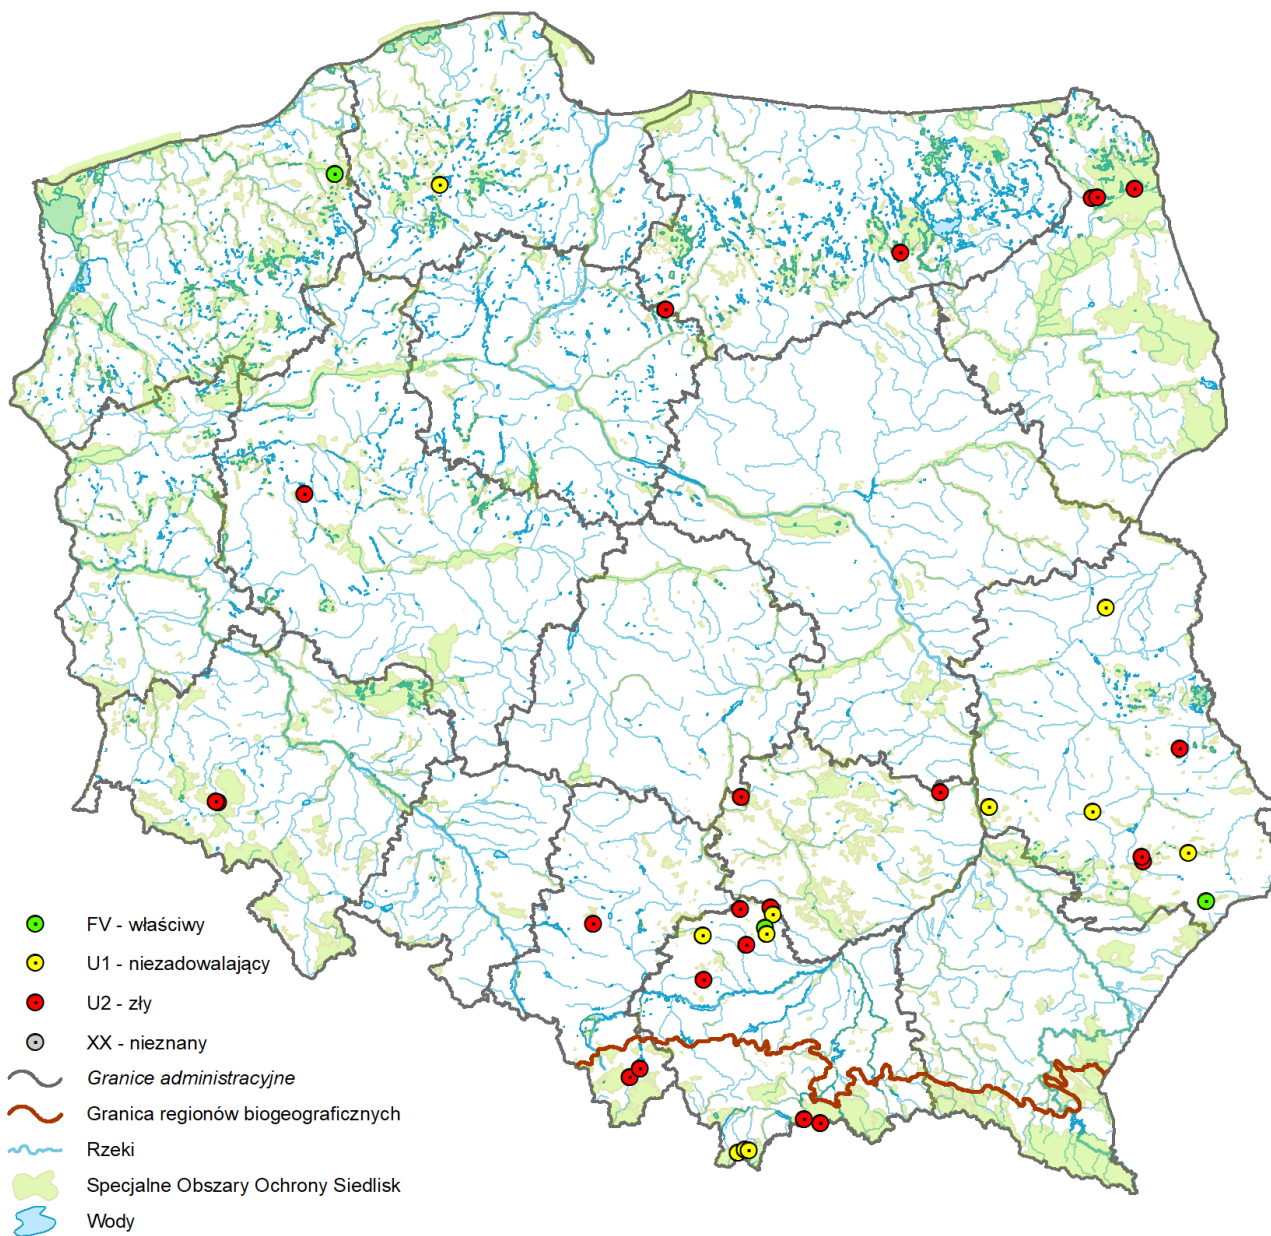 FV - właściwy
U1 - niezadowalający
U2 - zły
XX - nieznany
Granice administracyjne
Granica regionów biogeograficznych
Rzeki
Specjalne Obszary Ochrony Siedlisk
Wody